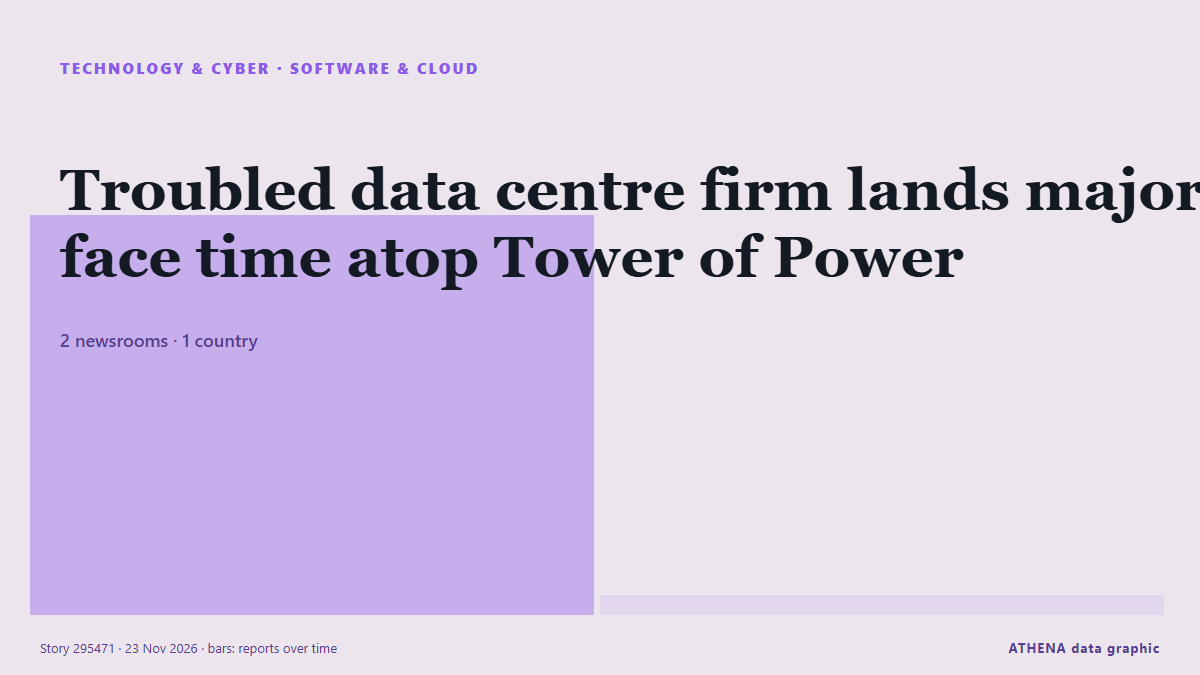 TECHNOLOGY & CYBER · SOFTWARE & CLOUD
Troubled data centre firm lands major
face time atop Tower of Power
2 newsrooms · 1 country
Story 295471 · 23 Nov 2026 · bars: reports over time
ATHENA data graphic